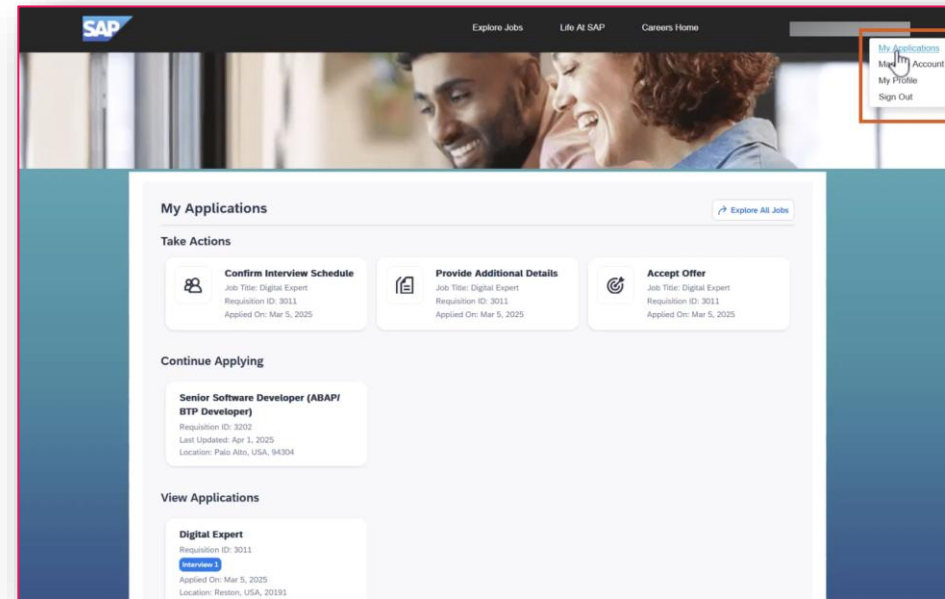 SAP
Explore Jobs Life At SAP Careers Home
My Applications
Account
My Profile
Sign Out
My Applications
Explore All Jobs
Take Actions
Confirm Interview Schedule
Job Title: Digital Expert
Requisition ID: 3011
Applied On: Mar 5, 2025
Provide Additional Details
Job Title: Digital Expert
Requisition ID: 3011
Applied On: Mar 5, 2025
Accept Offer
Job Title: Digital Expert
Requisition ID: 3011
Applied On: Mar 5, 2025
Continue Applying
Senior Software Developer (ABAP/
BTP Developer)
Requisition ID: 3202
Last Updated: Apr 1, 2025
Location: Palo Alto, USA, 94304
View Applications
Digital Expert
Requisition ID: 3011
Interview 1
Applied On: Mar 5, 2025
Location: Reston, USA, 20191